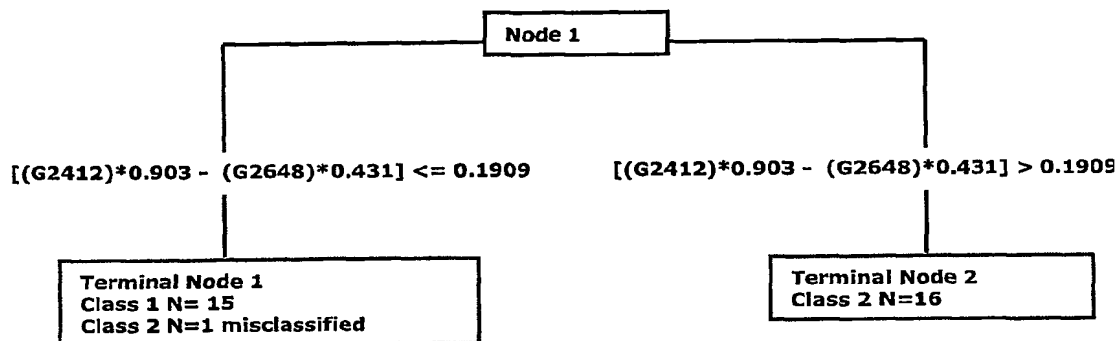 Node 1
[(G2412)*0.903 - (G2648)*0.431] <= 0.1909
[(G2412)*0.903 - (G2648)*0.431] > 0.1909
Terminal Node 1
Class 1 N= 15
Class 2 N=1 misclassified
Terminal Node 2
Class 2 N=16